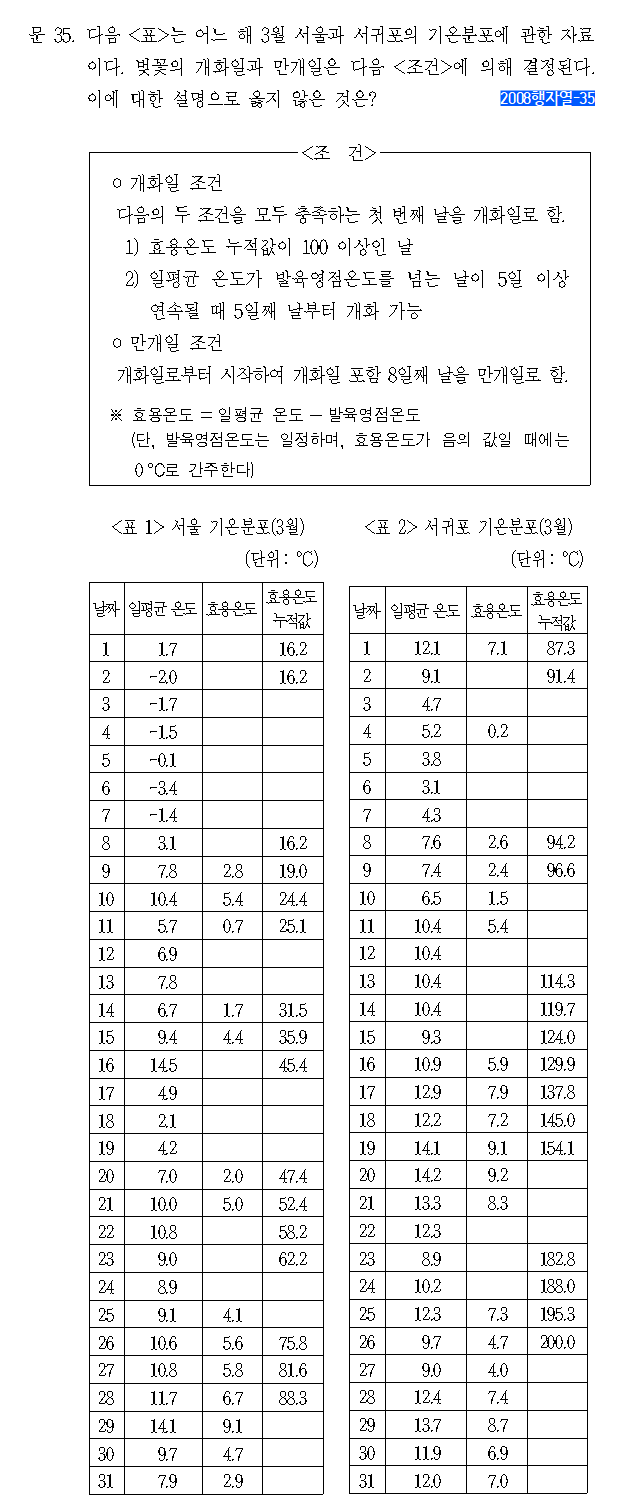 문 35. 다음 <표>는 어느 해 3월 서울과 서귀포의 기온분포에 관한 자료
이다. 벚꽃의 개화일과 만개일은 다음 <조건>에 의해 결정된다.
이에 대한 설명으로 옳지 않은 것은? 2008행자열-35
<조 건>
○ 개화일 조건
다음의 두 조건을 모두 충족하는 첫 번째 날을 개화일로 함.
1) 효용온도 누적값이 100 이상인 날
2) 일평균 온도가 발육영점온도를 넘는 날이 5일 이상
연속될 때 5일째 날부터 개화 가능
○ 만개일 조건
개화일로부터 시작하여 개화일 포함 8일째 날을 만개일로 함.
※ 효용온도 = 일평균 온도 - 발육영점온도
(단, 발육영점온도는 일정하며, 효용온도가 음의 값일 때에는
0 ℃로 간주한다)
<표 1> 서울 기온분포(3월)
(단위: ℃)
날짜 일평균 온도 효용온도 효용온도
누적값
1 1.7 16.2
2 -2.0 16.2
3 -1.7
4 -1.5
5 -0.1
6 -3.4
7 -1.4
8 3.1 16.2
9 7.8 2.8 19.0
10 10.4 5.4 24.4
11 5.7 0.7 25.1
12 6.9
13 7.8
14 6.7 1.7 31.5
15 9.4 4.4 35.9
16 14.5 45.4
17 4.9
18 2.1
19 4.2
20 7.0 2.0 47.4
21 10.0 5.0 52.4
22 10.8 58.2
23 9.0 62.2
24 8.9
25 9.1 4.1
26 10.6 5.6 75.8
27 10.8 5.8 81.6
28 11.7 6.7 88.3
29 14.1 9.1
30 9.7 4.7
31 7.9 2.9
<표 2> 서귀포 기온분포(3월)
(단위: ℃)
날짜 일평균 온도 효용온도 효용온도
누적값
1 12.1 7.1 87.3
2 9.1 91.4
3 4.7
4 5.2 0.2
5 3.8
6 3.1
7 4.3
8 7.6 2.6 94.2
9 7.4 2.4 96.6
10 6.5 1.5
11 10.4 5.4
12 10.4
13 10.4 114.3
14 10.4 119.7
15 9.3 124.0
16 10.9 5.9 129.9
17 12.9 7.9 137.8
18 12.2 7.2 145.0
19 14.1 9.1 154.1
20 14.2 9.2
21 13.3 8.3
22 12.3
23 8.9 182.8
24 10.2 188.0
25 12.3 7.3 195.3
26 9.7 4.7 200.0
27 9.0 4.0
28 12.4 7.4
29 13.7 8.7
30 11.9 6.9
31 12.0 7.0